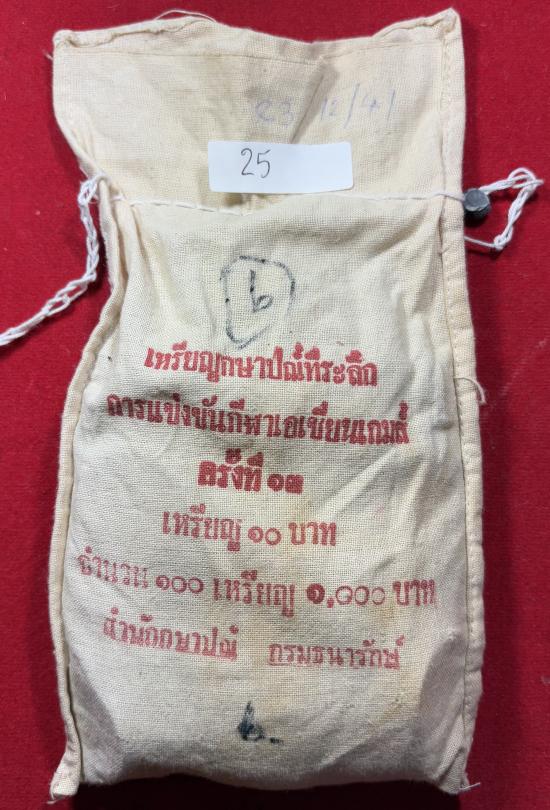 23/12/41
25
๒
เหรียญกษาปณ์ที่ระลึก
การแข่งขันกีฬาเอเชี่ยนเกมส์
ครั้งที่ ๑๓
เหรียญ ๑๐ บาท
จำนวน ๑๐๐ เหรียญ ๑,๐๐๐ บาท
สำนักกษาปณ์ กรมธนารักษ์